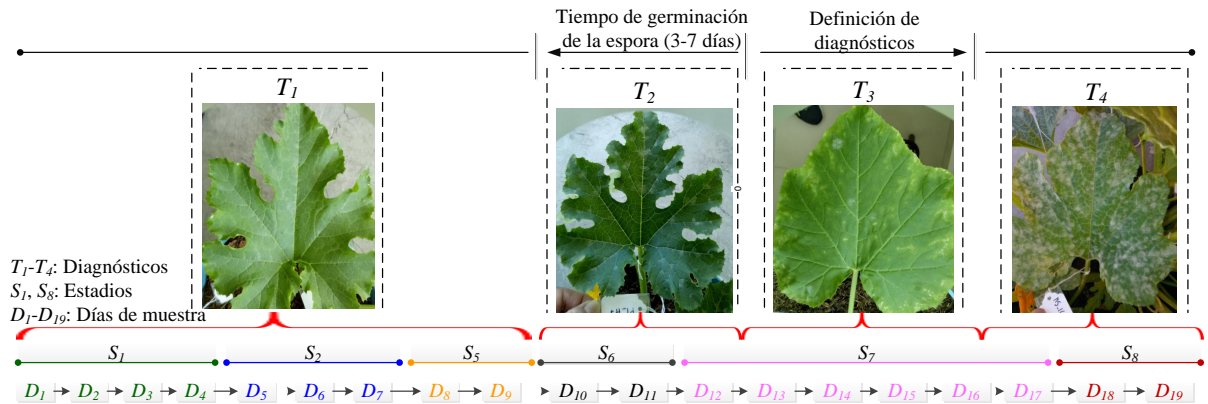 Tiempo de germinación
de la espora (3-7 días)
Definición de
diagnósticos
T1
T2
T3
T4
T1-T4: Diagnósticos
S1, S8: Estadios
D1-D19: Días de muestra
S1 S2 S5 S6 S7 S8
D1 D2 D3 D4 D5 D6 D7 D8 D9 D10 D11 D12 D13 D14 D15 D16 D17 D18 D19